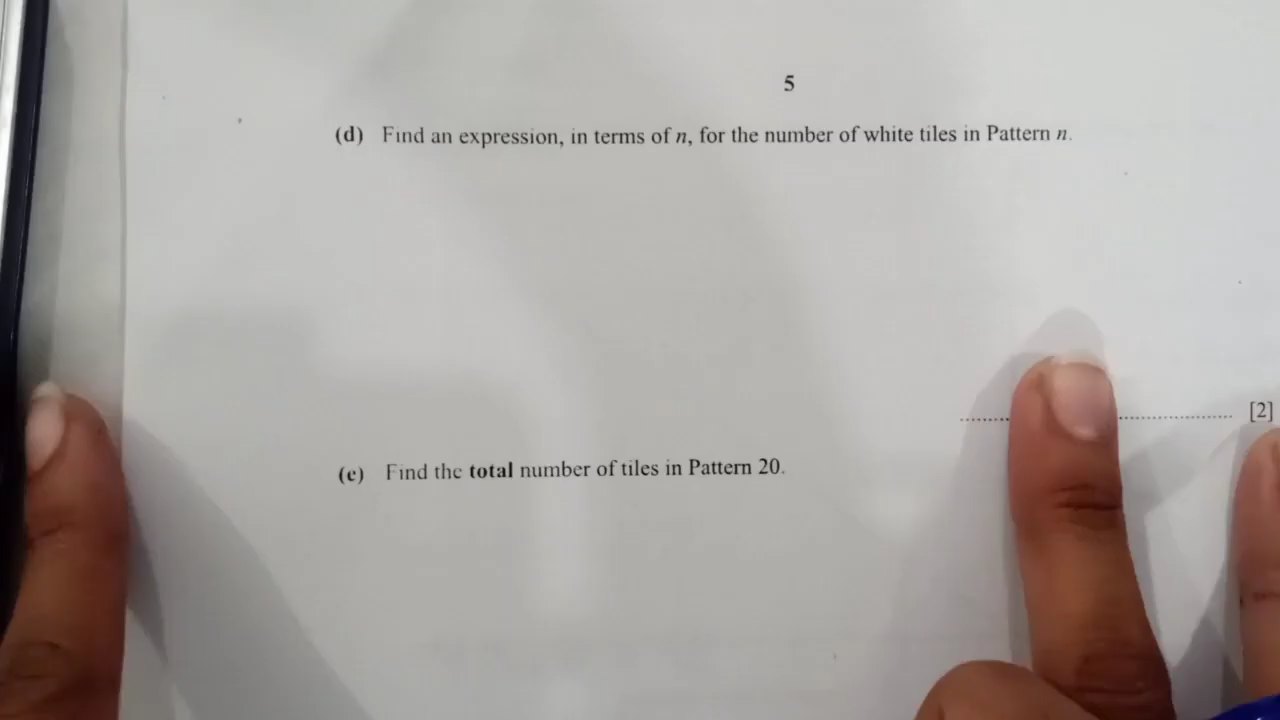 5
(d) Find an expression, in terms of n, for the number of white tiles in Pattern n.
[2]
(e) Find the total number of tiles in Pattern 20.